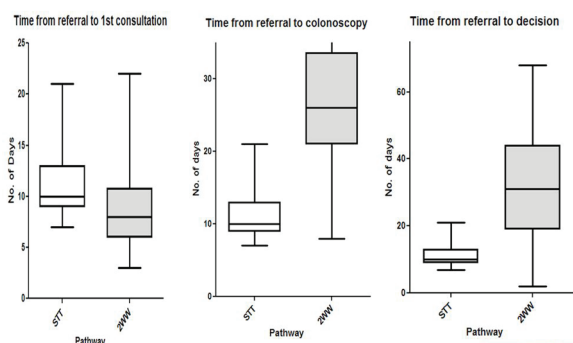 Time from referral to 1st consultation
No. of Days
25
20
15
10
5
0
STT
2WW
Pathway
Time from referral to colonoscopy
No. of days
30
20
10
0
STT
2WW
Pathway
Time from referral to decision
No. of days
60
40
20
0
STT
2WW
Pathway